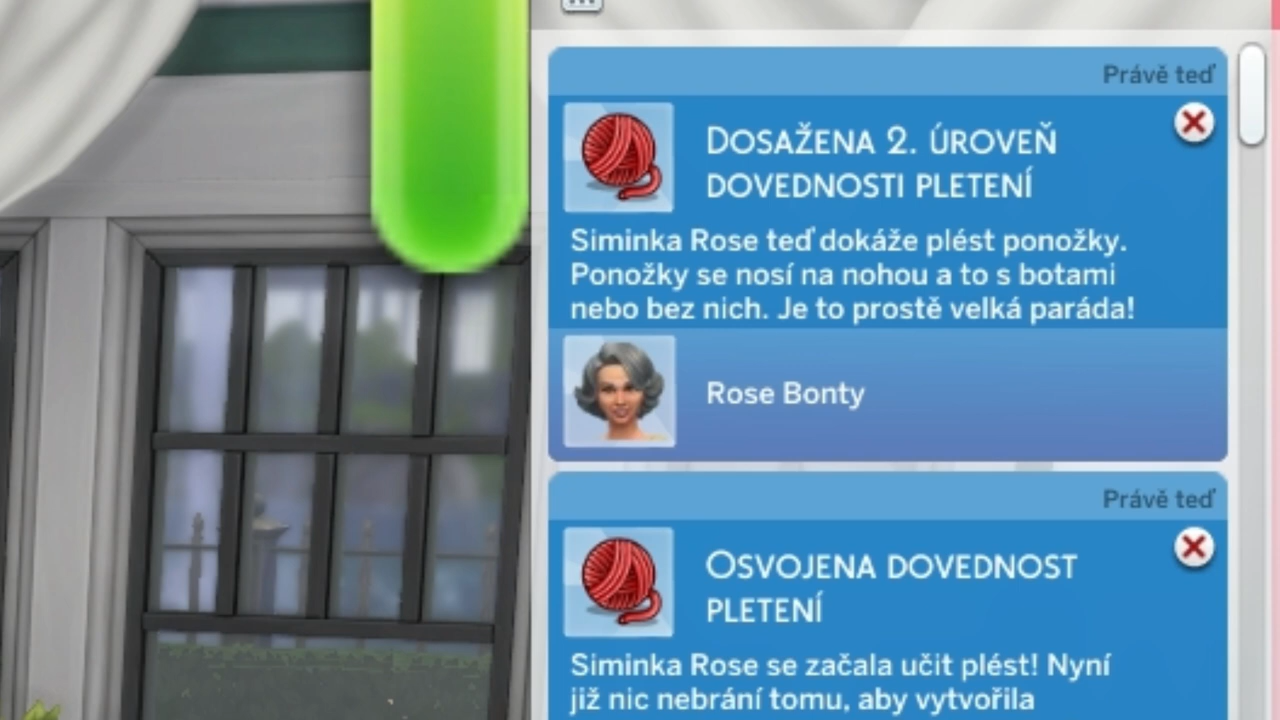 Právě teď
DOSAŽENA 2. ÚROVEŇ
DOVEDNOSTI PLETENÍ
Siminka Rose teď dokáže plést ponožky.
Ponožky se nosí na nohou a to s botami
nebo bez nich. Je to prostě velká paráda!
Rose Bonty
Právě teď
OSVOJENA DOVEDNOST
PLETENÍ
Siminka Rose se začala učit plést! Nyní
již nic nebrání tomu, aby vytvořila